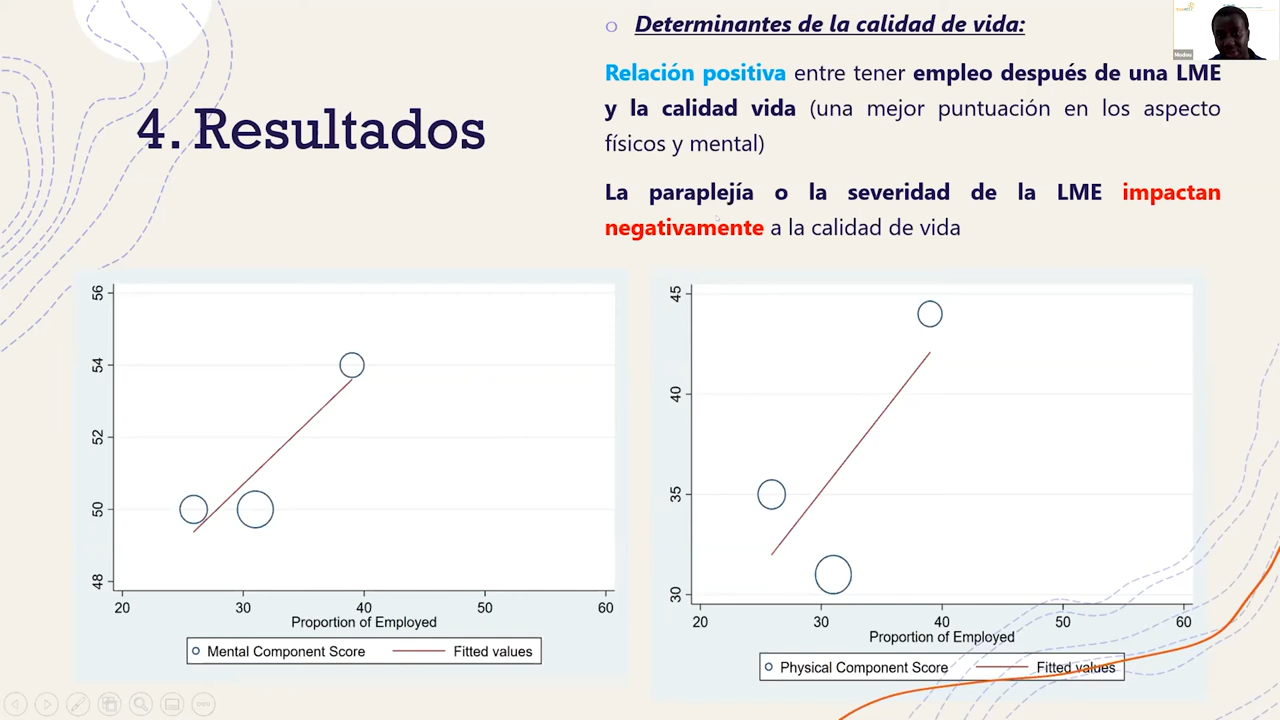 4. Resultados
o Determinantes de la calidad de vida:
Relación positiva entre tener empleo después de una LME
y la calidad vida (una mejor puntuación en los aspecto
físicos y mental)
La paraplejía o la severidad de la LME impactan
negativamente a la calidad de vida
56
54
52
50
48
20 30 40 50 60
Proportion of Employed
Mental Component Score Fitted values
45
40
35
30
20 30 40 50 60
Proportion of Employed
Physical Component Score Fitted values
Modou